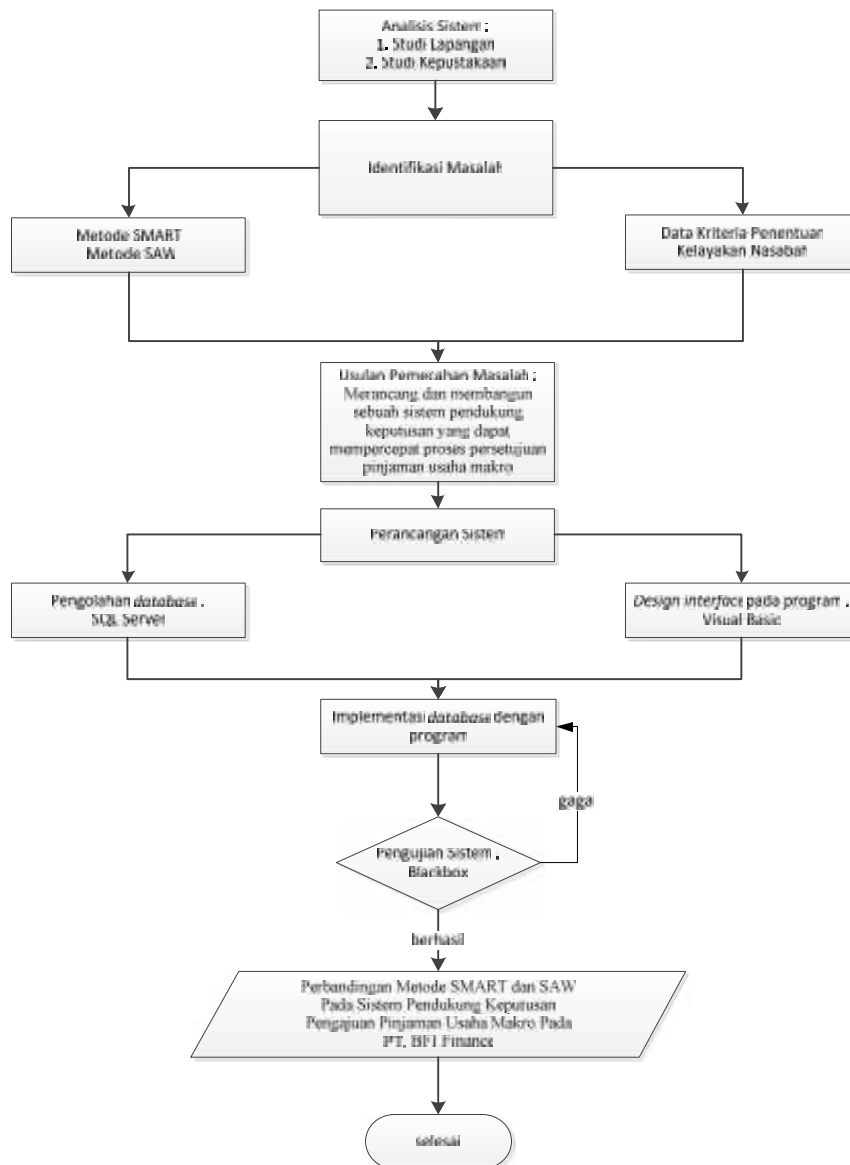 Analisis Sistem :
1. Studi Lapangan
2. Studi Kepustakaan
Identifikasi Masalah
Metode SMART
Metode SAW
Data Kriteria Penentuan
Kelayakan Nasabah
Usulan Pemecahan Masalah :
Merancang dan membangun
sebuah sistem pendukung
keputusan yang dapat
mempercepat proses persetujuan
pinjaman usaha makro
Perancangan Sistem
Pengolahan database :
SQL Server
Design interface pada program :
Visual Basic
Implementasi database dengan
program
gagal
Pengujian Sistem :
Blackbox
berhasil
Perbandingan Metode SMART dan SAW
Pada Sistem Pendukung Keputusan
Pengajuan Pinjaman Usaha Makro Pada
PT. BFI Finance
selesai